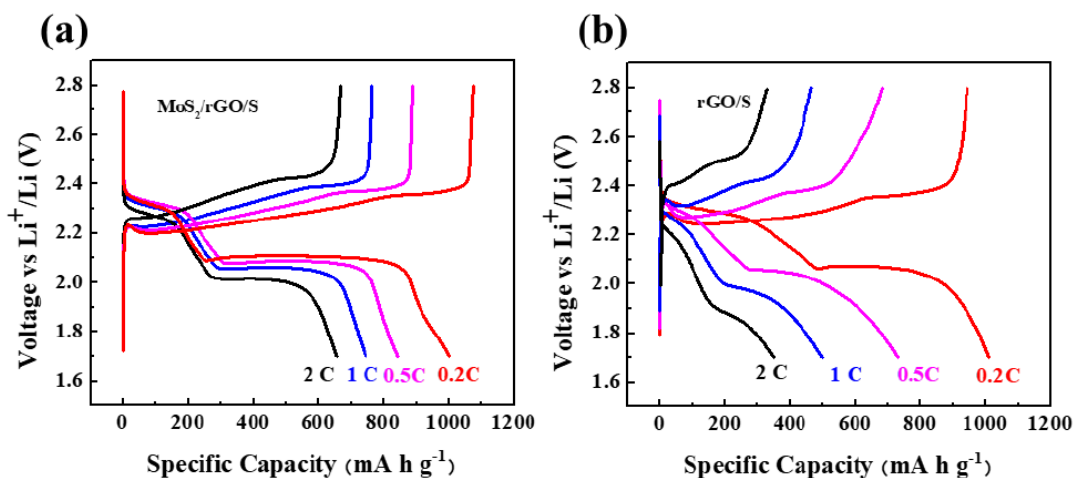 (a)
Voltage vs Li⁺/Li (V)
2.8
2.6
2.4
2.2
2.0
1.8
1.6
MoS₂/rGO/S
2 C 1 C 0.5C 0.2C
0 200 400 600 800 1000 1200
Specific Capacity (mA h g⁻¹)
(b)
Voltage vs Li⁺/Li (V)
2.8
2.6
2.4
2.2
2.0
1.8
1.6
rGO/S
2 C 1 C 0.5C 0.2C
0 200 400 600 800 1000 1200
Specific Capacity (mA h g⁻¹)